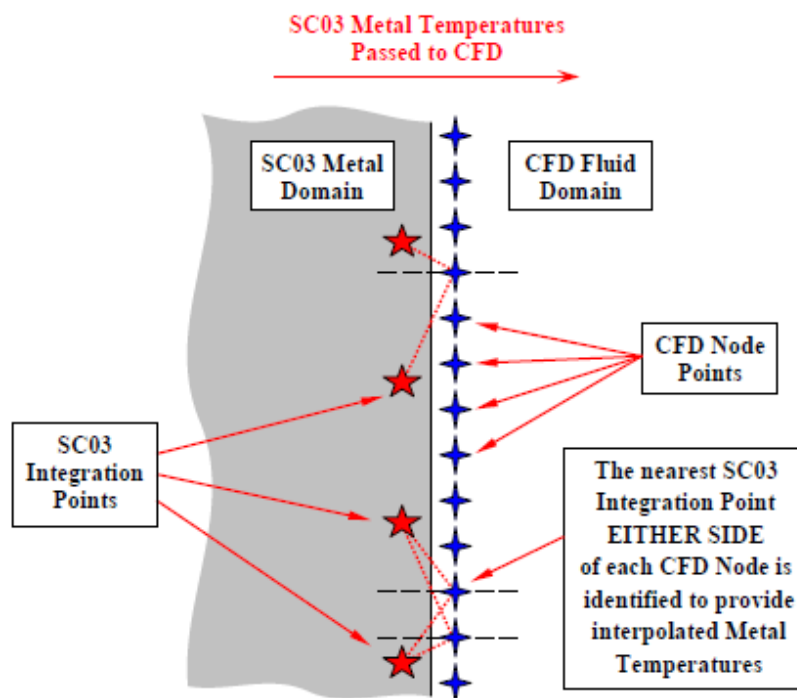 SC03 Metal Temperatures
Passed to CFD
SC03 Metal
Domain
CFD Fluid
Domain
CFD Node
Points
SC03
Integration
Points
The nearest SC03
Integration Point
EITHER SIDE
of each CFD Node is
identified to provide
interpolated Metal
Temperatures